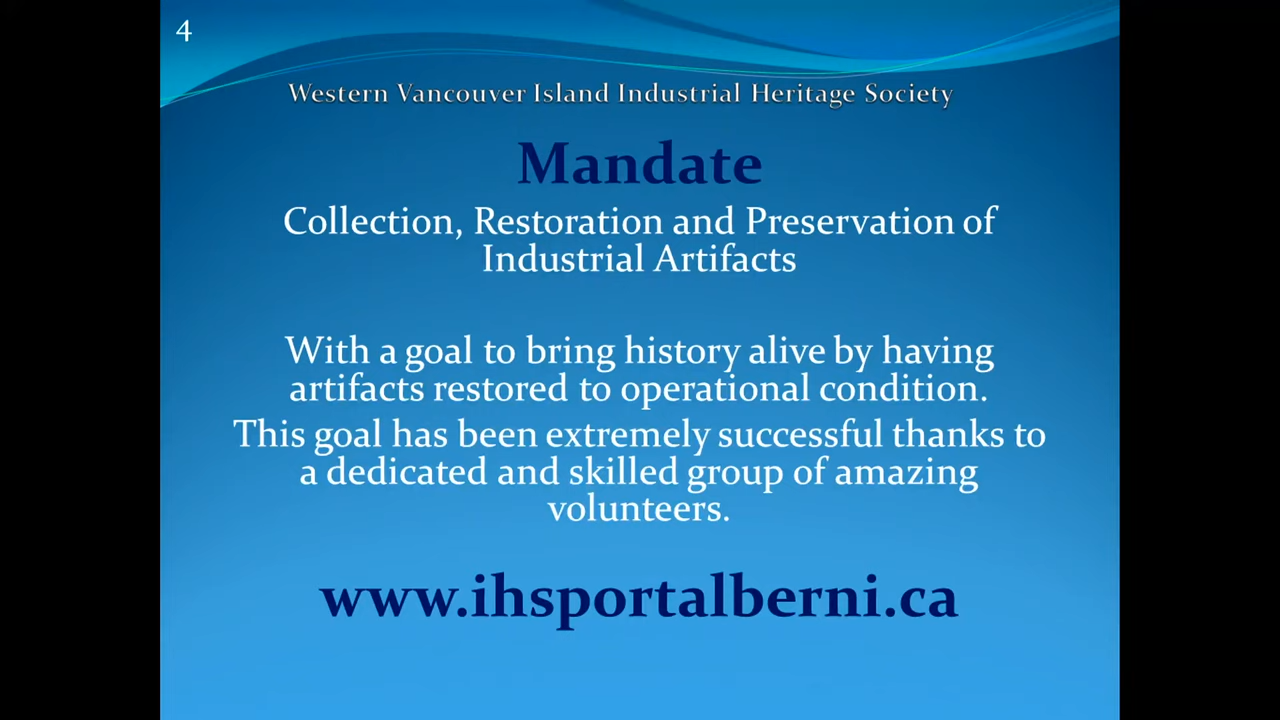 4
Western Vancouver Island Industrial Heritage Society
Mandate
Collection, Restoration and Preservation of
Industrial Artifacts
With a goal to bring history alive by having
artifacts restored to operational condition.
This goal has been extremely successful thanks to
a dedicated and skilled group of amazing
volunteers.
www.ihsportalberni.ca